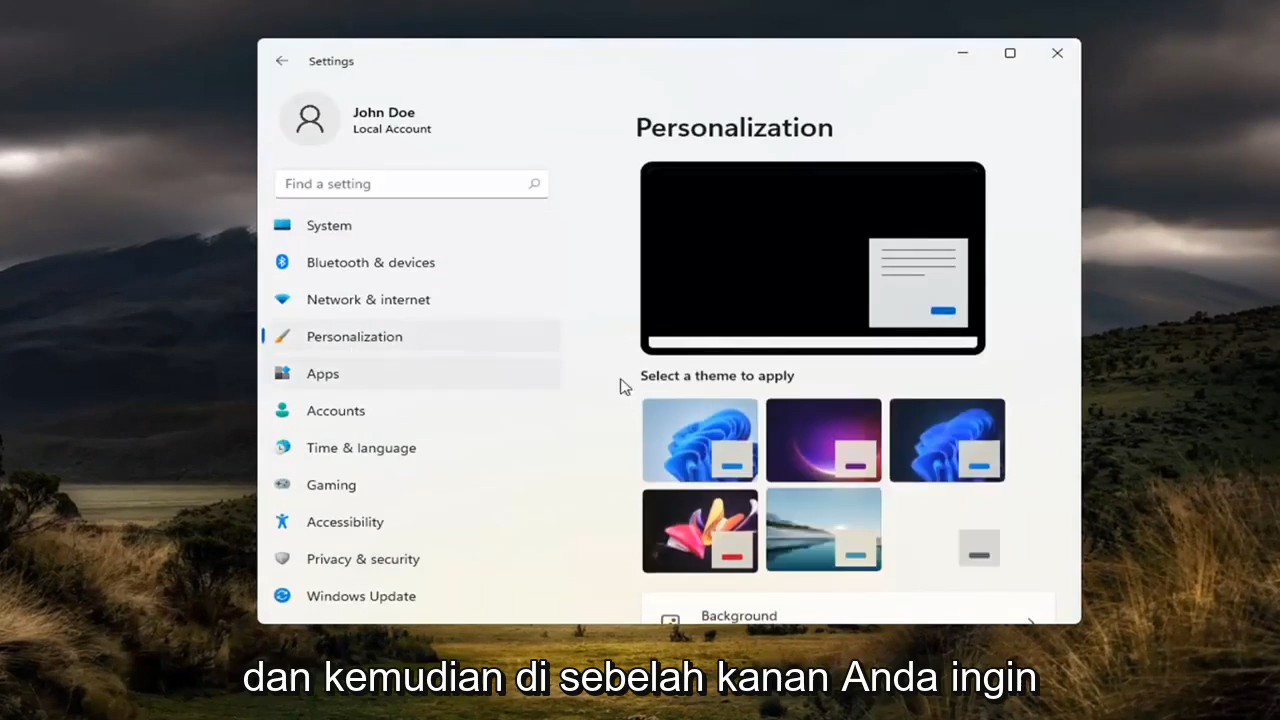 Settings
John Doe
Local Account
Find a setting
System
Bluetooth & devices
Network & internet
Personalization
Apps
Accounts
Time & language
Gaming
Accessibility
Privacy & security
Windows Update
Personalization
Select a theme to apply
Background
dan kemudian di sebelah kanan Anda ingin